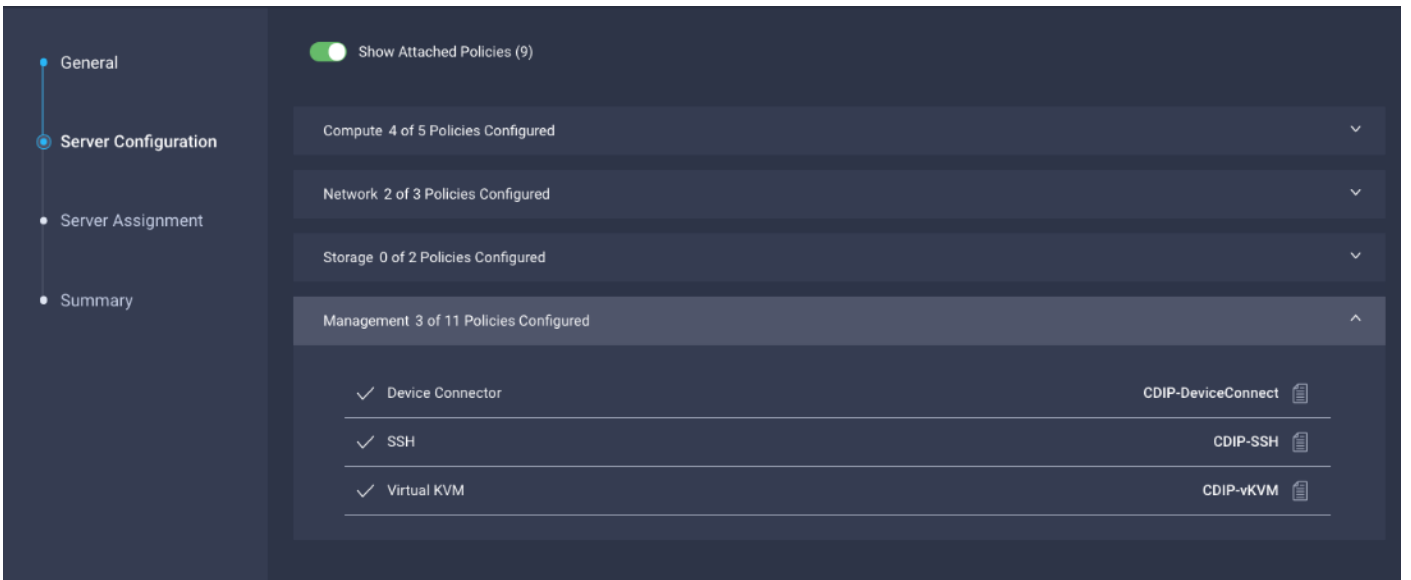 General
Server Configuration
Server Assignment
Summary
Show Attached Policies (9)
Compute 4 of 5 Policies Configured
Network 2 of 3 Policies Configured
Storage 0 of 2 Policies Configured
Management 3 of 11 Policies Configured
Device Connector CDIP-DeviceConnect
SSH CDIP-SSH
Virtual KVM CDIP-vKVM